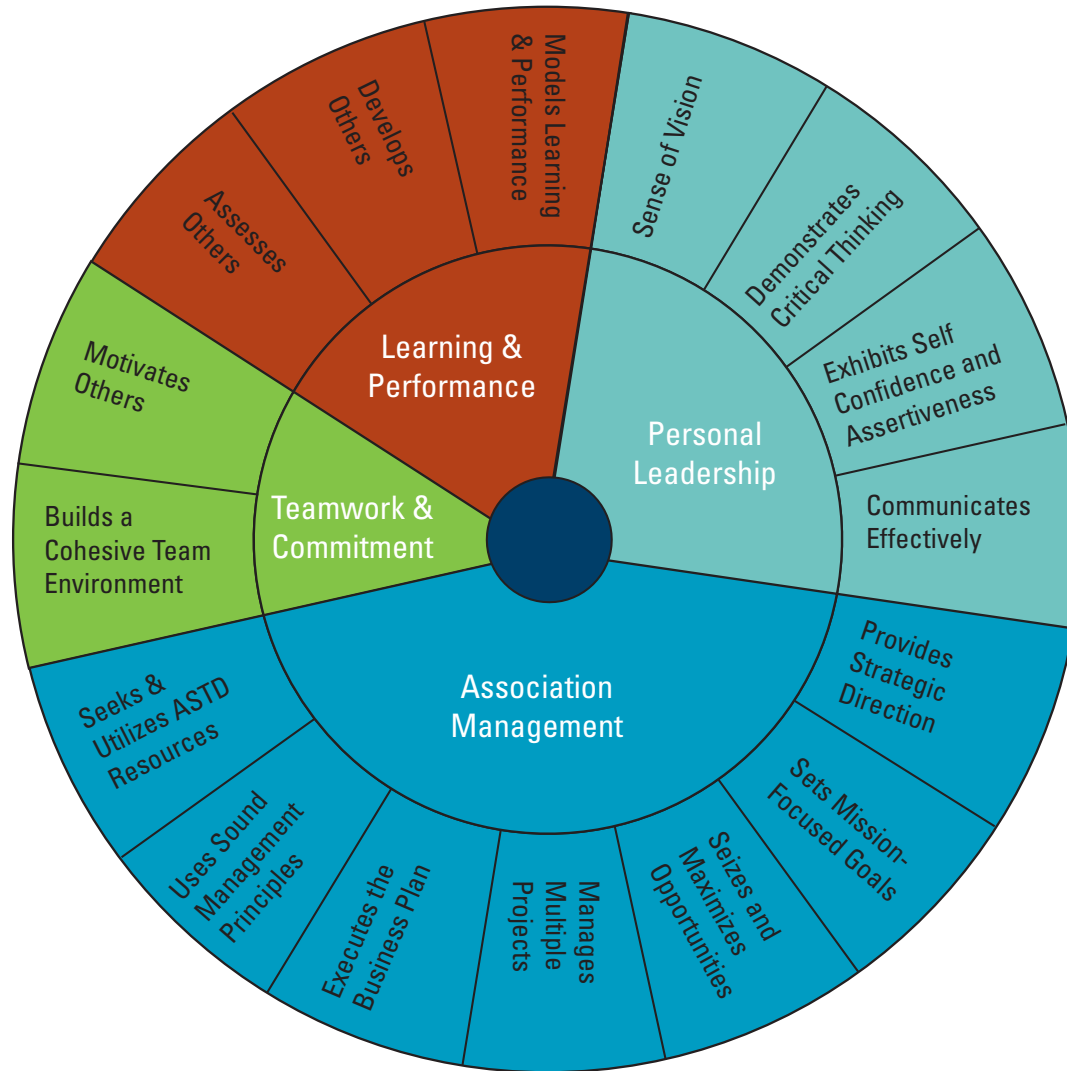 Models Learning
& Performance
Sense of Vision
Demonstrates
Critical Thinking
Exhibits Self
Confidence and
Assertiveness
Communicates
Effectively
Provides
Strategic
Direction
Sets Mission-
Focused Goals
Seizes and
Maximizes
Opportunities
Manages
Multiple
Projects
Executes the
Business Plan
Uses Sound
Management
Principles
Seeks &
Utilizes ASTD
Resources
Builds a
Cohesive Team
Environment
Motivates
Others
Assesses
Others
Develops
Others
Learning &
Performance
Personal
Leadership
Teamwork &
Commitment
Association
Management